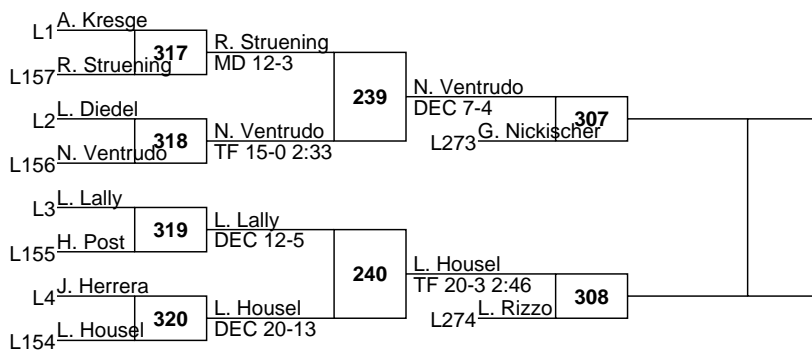 A. Kresge
L1
317
R. Struening
MD 12-3
R. Struening
L157
239
N. Ventrudo
DEC 7-4
307
L. Diedel
L2
318
N. Ventrudo
TF 15-0 2:33
G. Nickischer
L273
N. Ventrudo
L156
L. Lally
L3
319
L. Lally
DEC 12-5
H. Post
L155
240
L. Housel
TF 20-3 2:46
308
J. Herrera
L4
320
L. Housel
DEC 20-13
L. Rizzo
L274
L. Housel
L154